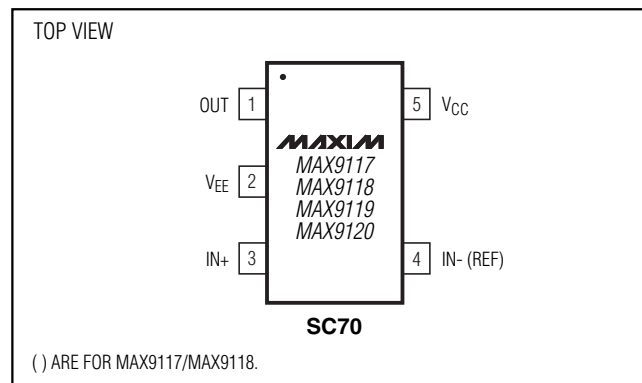 TOP VIEW
OUT 1
5 VCC
MAXIM
MAX9117
MAX9118
MAX9119
MAX9120
VEE 2
IN+ 3
4 IN- (REF)
SC70
( ) ARE FOR MAX9117/MAX9118.